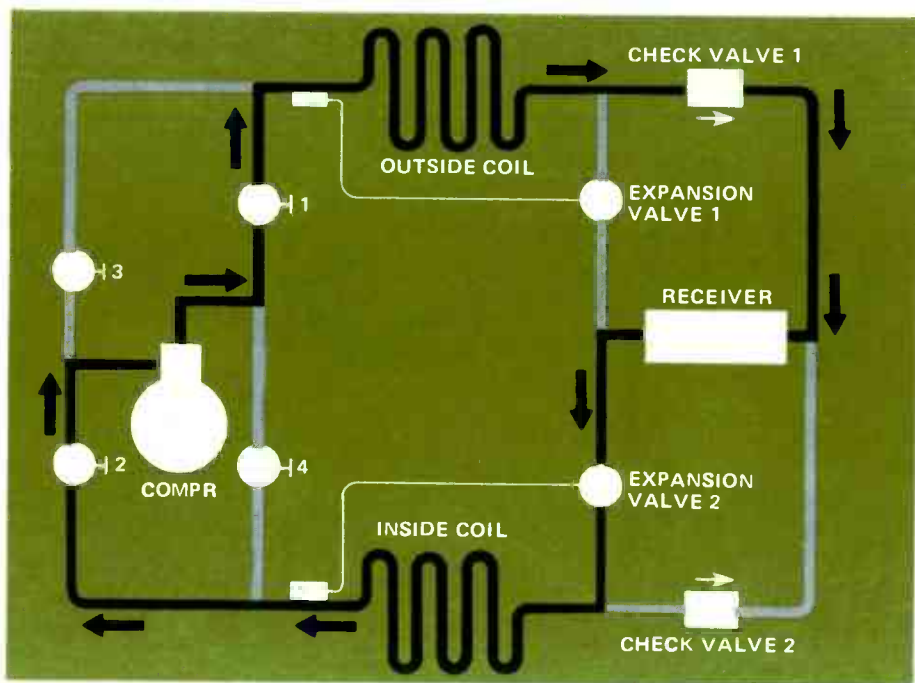 CHECK VALVE 1
OUTSIDE COIL
1
EXPANSION
VALVE 1
3
RECEIVER
2
COMPR
4
EXPANSION
VALVE 2
INSIDE COIL
CHECK VALVE 2